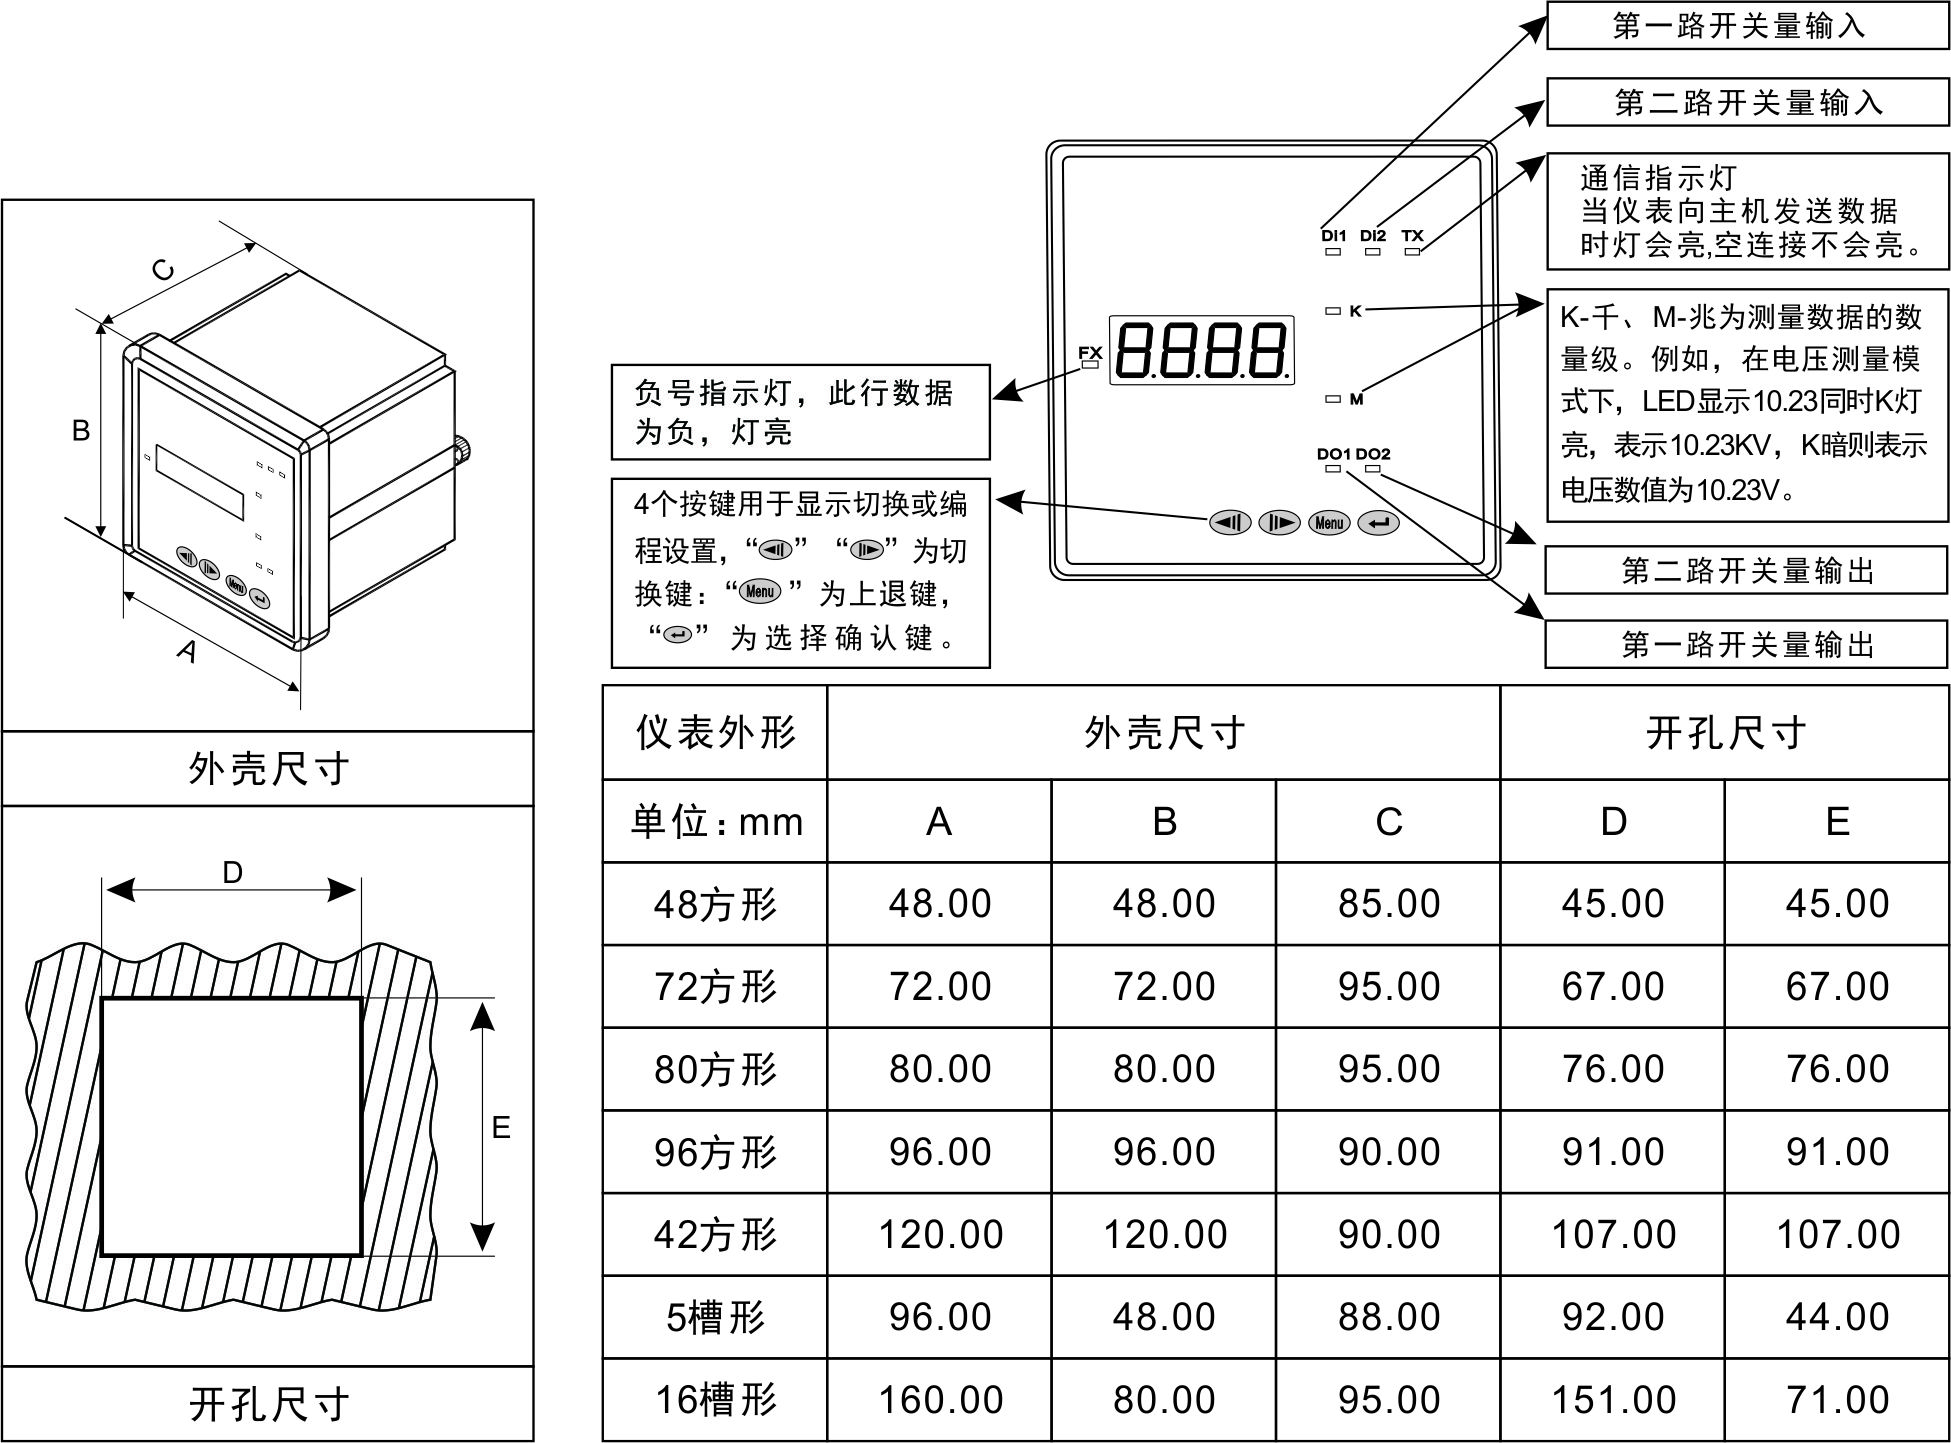 第一路开关量输入
第二路开关量输入
通信指示灯
当仪表向主机发送数据
时灯会亮,空连接不会亮。
K-千、M-兆为测量数据的数
量级。例如，在电压测量模
式下，LED显示10.23同时K灯
亮，表示10.23KV，K暗则表示
电压数值为10.23V。
第二路开关量输出
第一路开关量输出
DI1 DI2 TX
K
FX
8.8.8.8.
M
DO1 DO2
Menu
负号指示灯，此行数据
为负，灯亮
4个按键用于显示切换或编
程设置，“” “” 为切
换键：“Menu” 为上退键，
“” 为选择确认键。
C
B
A
Menu
外壳尺寸
D
E
开孔尺寸
仪表外形 外壳尺寸 开孔尺寸
单位：mm A B C D E
48方形 48.00 48.00 85.00 45.00 45.00
72方形 72.00 72.00 95.00 67.00 67.00
80方形 80.00 80.00 95.00 76.00 76.00
96方形 96.00 96.00 90.00 91.00 91.00
42方形 120.00 120.00 90.00 107.00 107.00
5槽形 96.00 48.00 88.00 92.00 44.00
16槽形 160.00 80.00 95.00 151.00 71.00